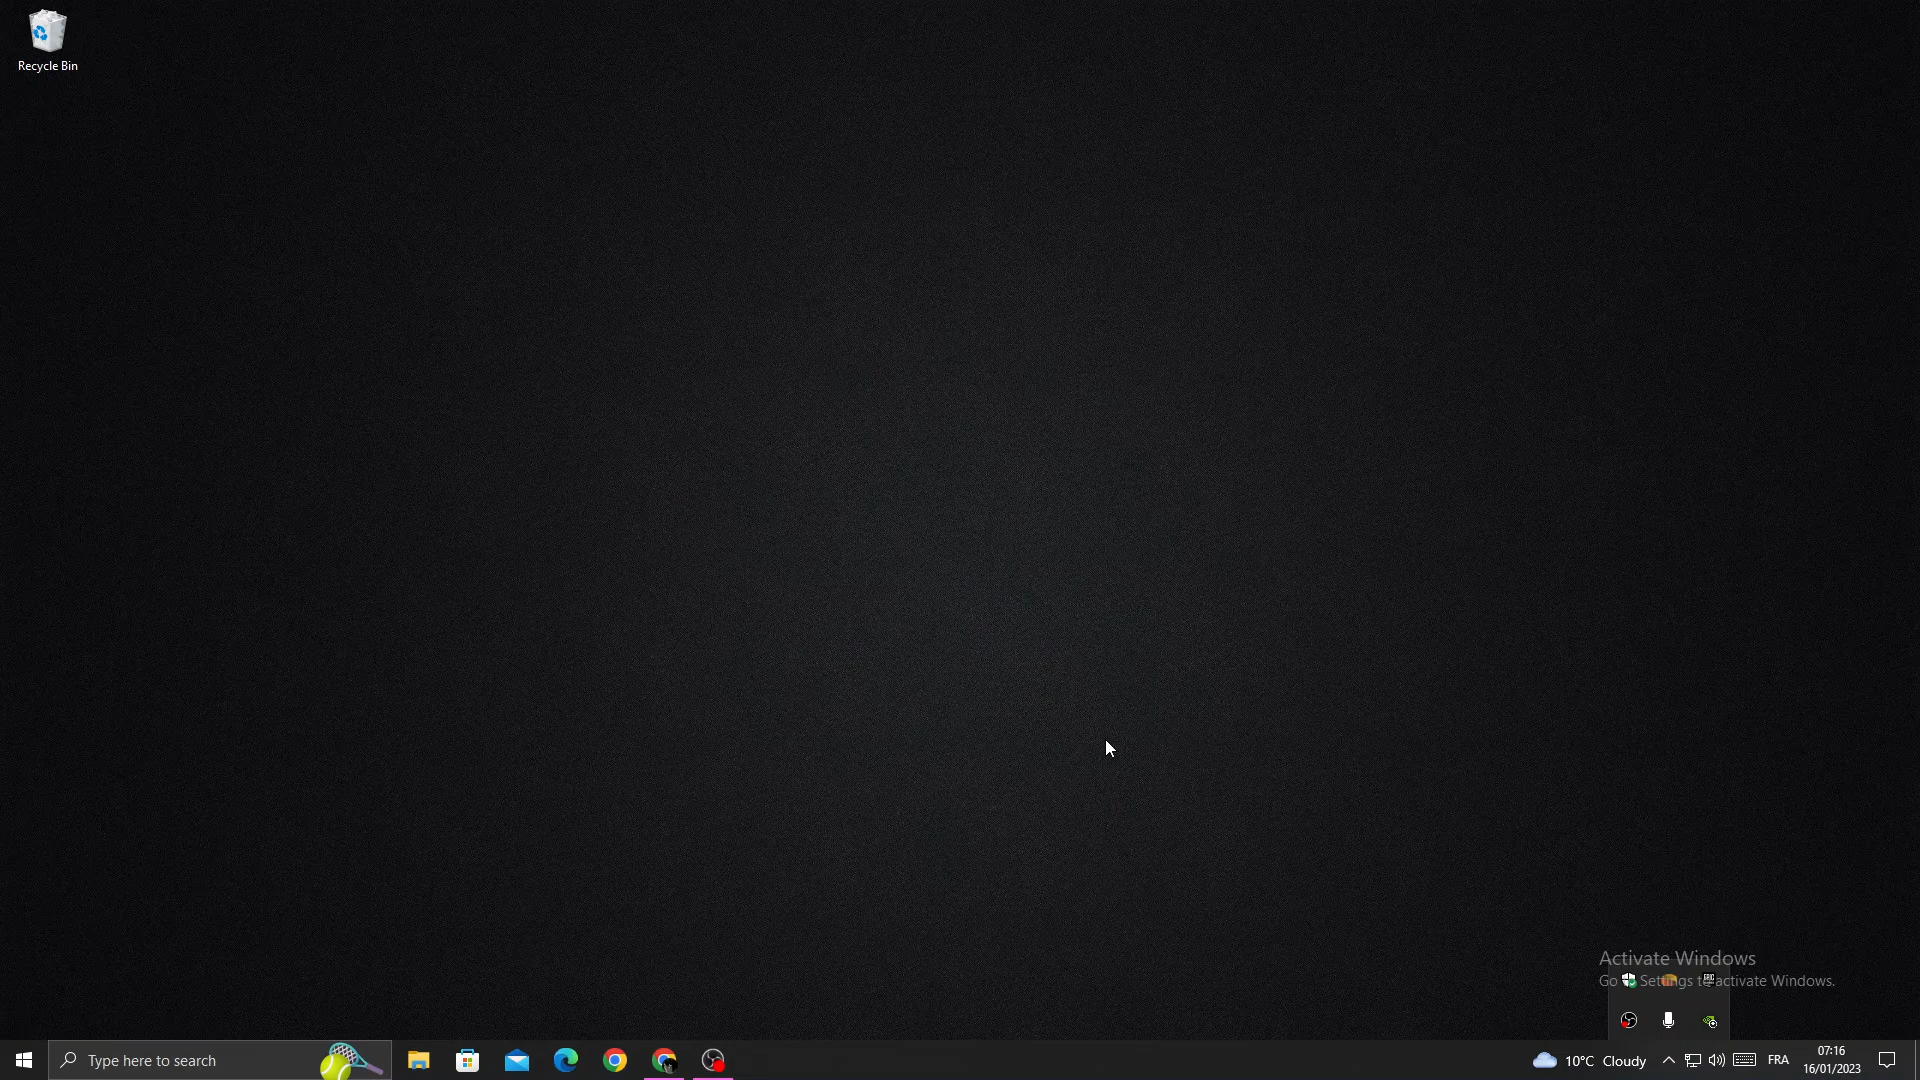 Recycle Bin
Activate Windows
Go to Settings to activate Windows.
EPIC
Type here to search
10°C Cloudy
FRA
07:16
16/01/2023